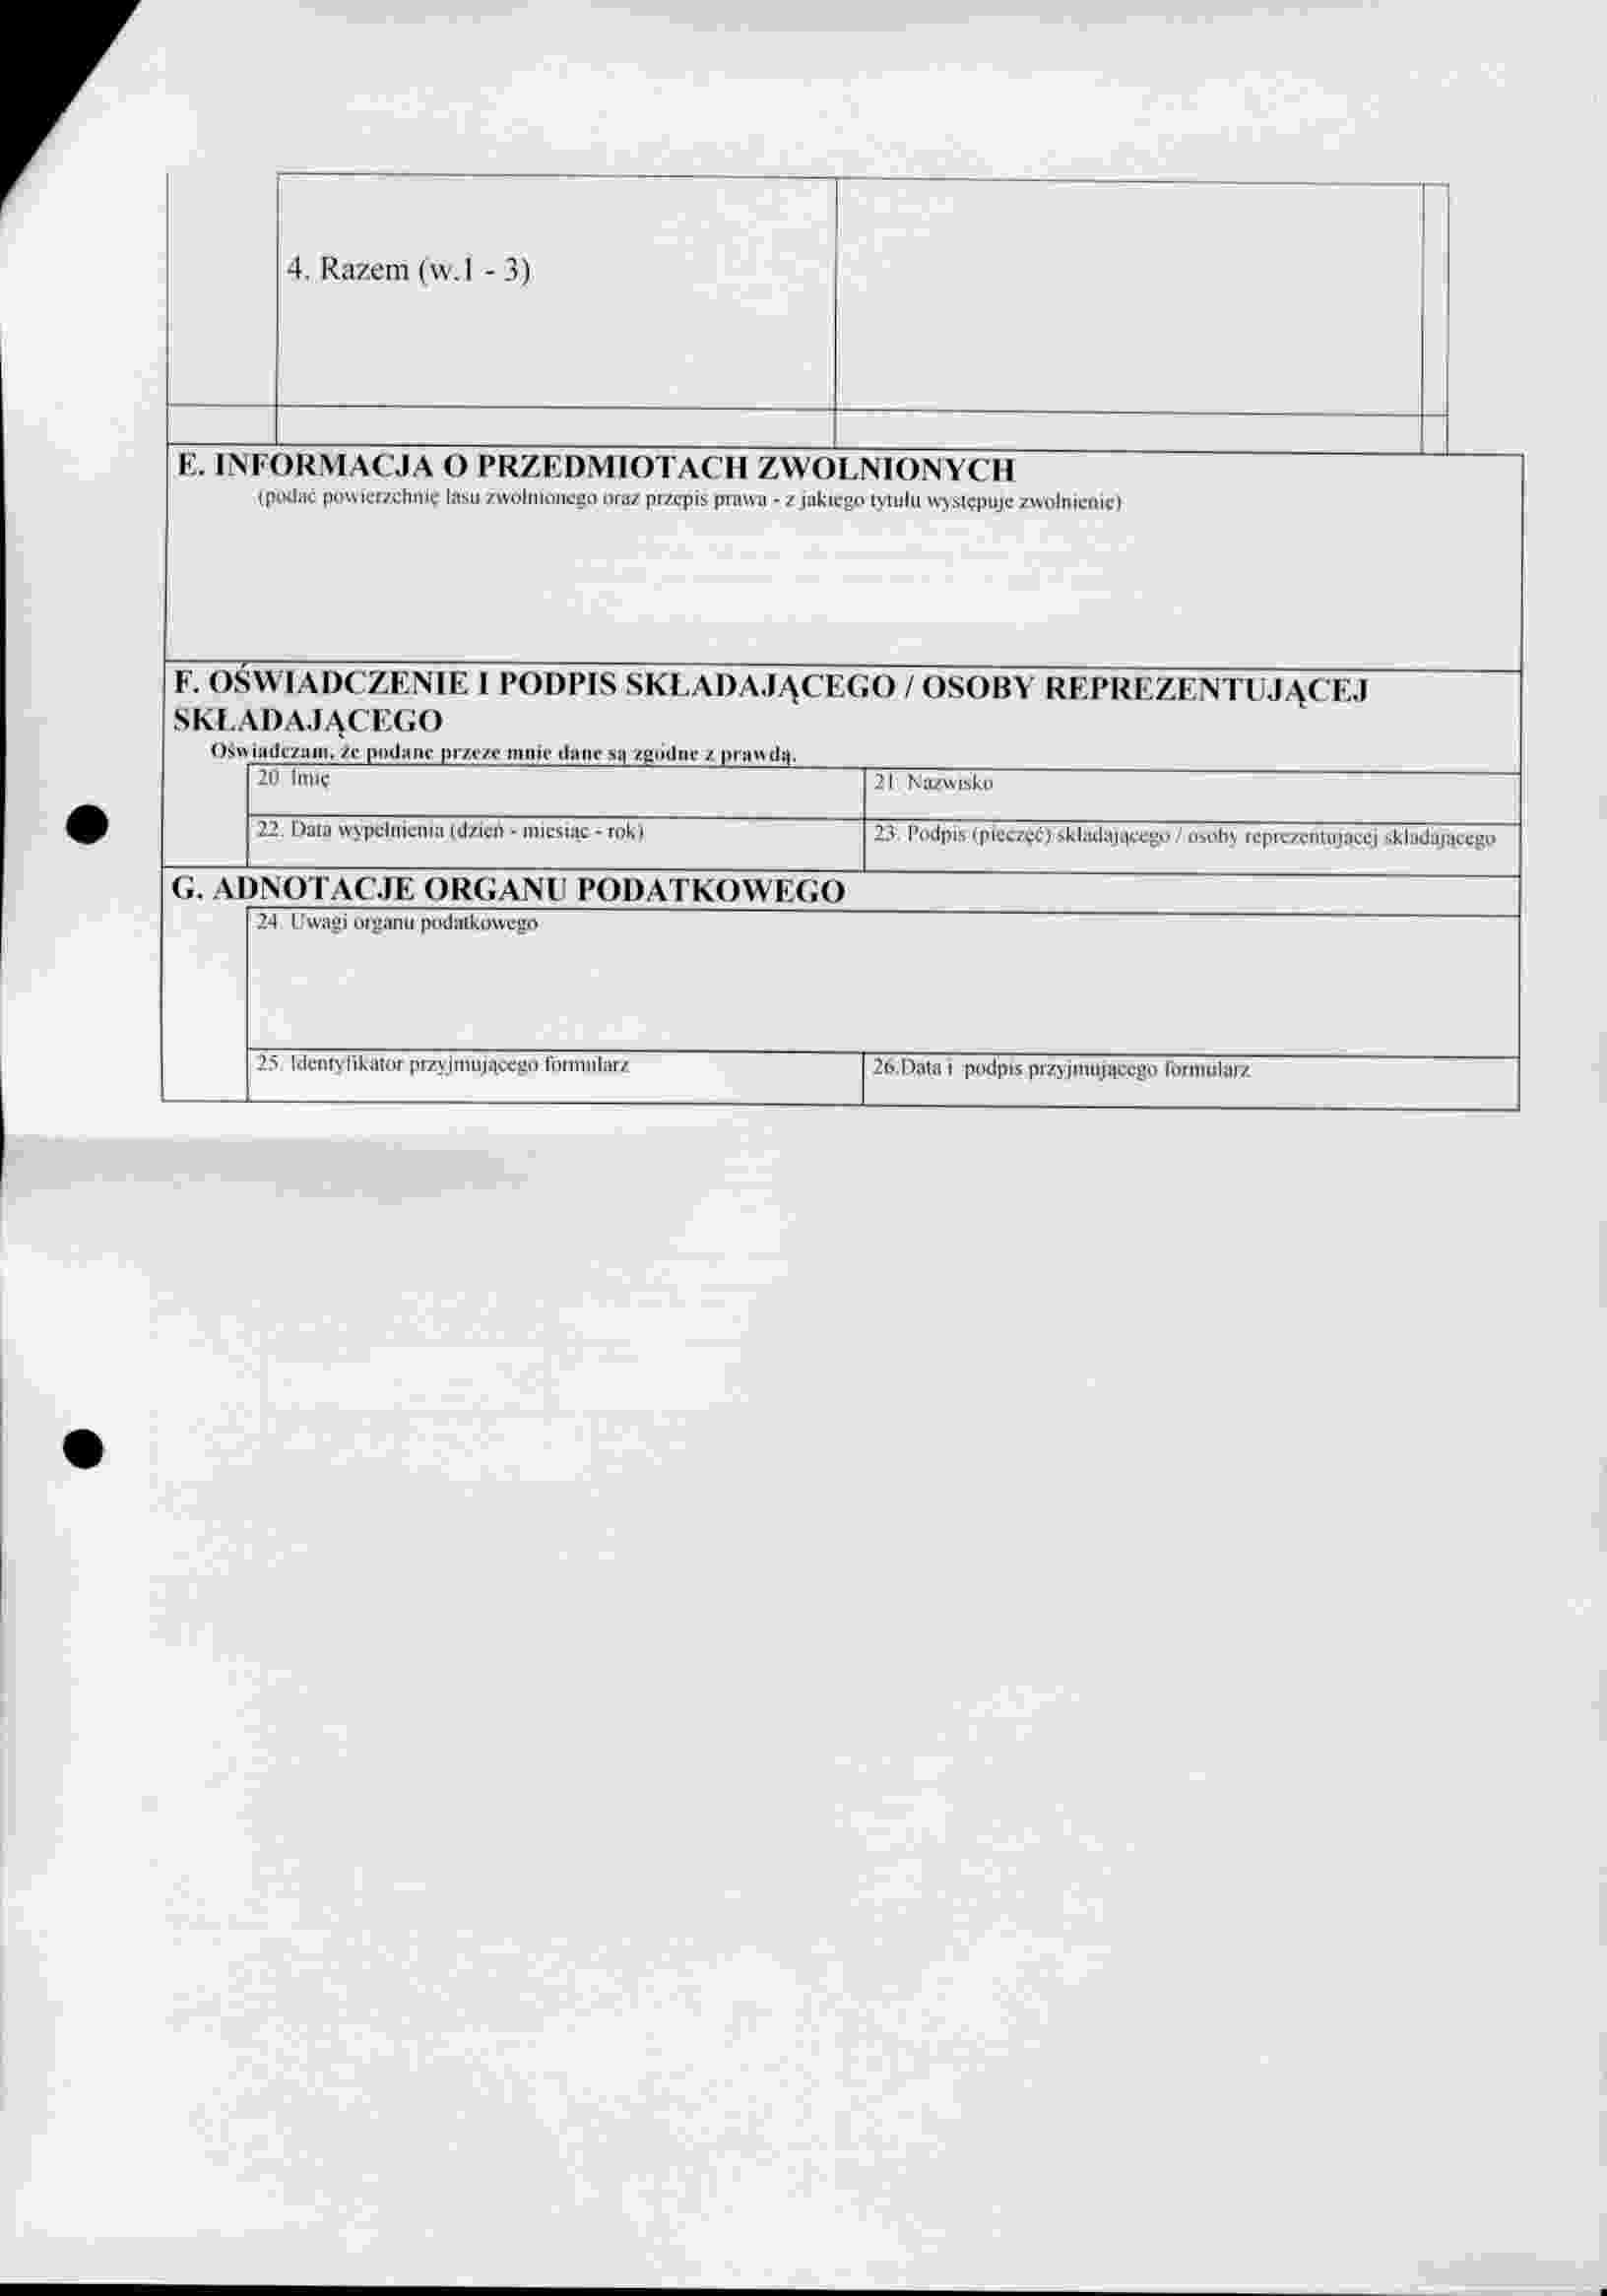 4. Razem (w.1 - 3)
E. INFORMACJA O PRZEDMIOTACH ZWOLNIONYCH
(podać powierzchnię lasu zwolnionego oraz przepis prawa - z jakiego tytułu występuje zwolnienie)
F. OŚWIADCZENIE I PODPIS SKŁADAJĄCEGO / OSOBY REPREZENTUJĄCEJ
SKŁADAJĄCEGO
Oświadczam, że podane przeze mnie dane są zgodne z prawdą.
20. Imię
21. Nazwisko
22. Data wypełnienia (dzień - miesiąc - rok)
23. Podpis (pieczęć) składającego / osoby reprezentującej składającego
G. ADNOTACJE ORGANU PODATKOWEGO
24. Uwagi organu podatkowego
25. Identyfikator przyjmującego formularz
26.Data i podpis przyjmującego formularz